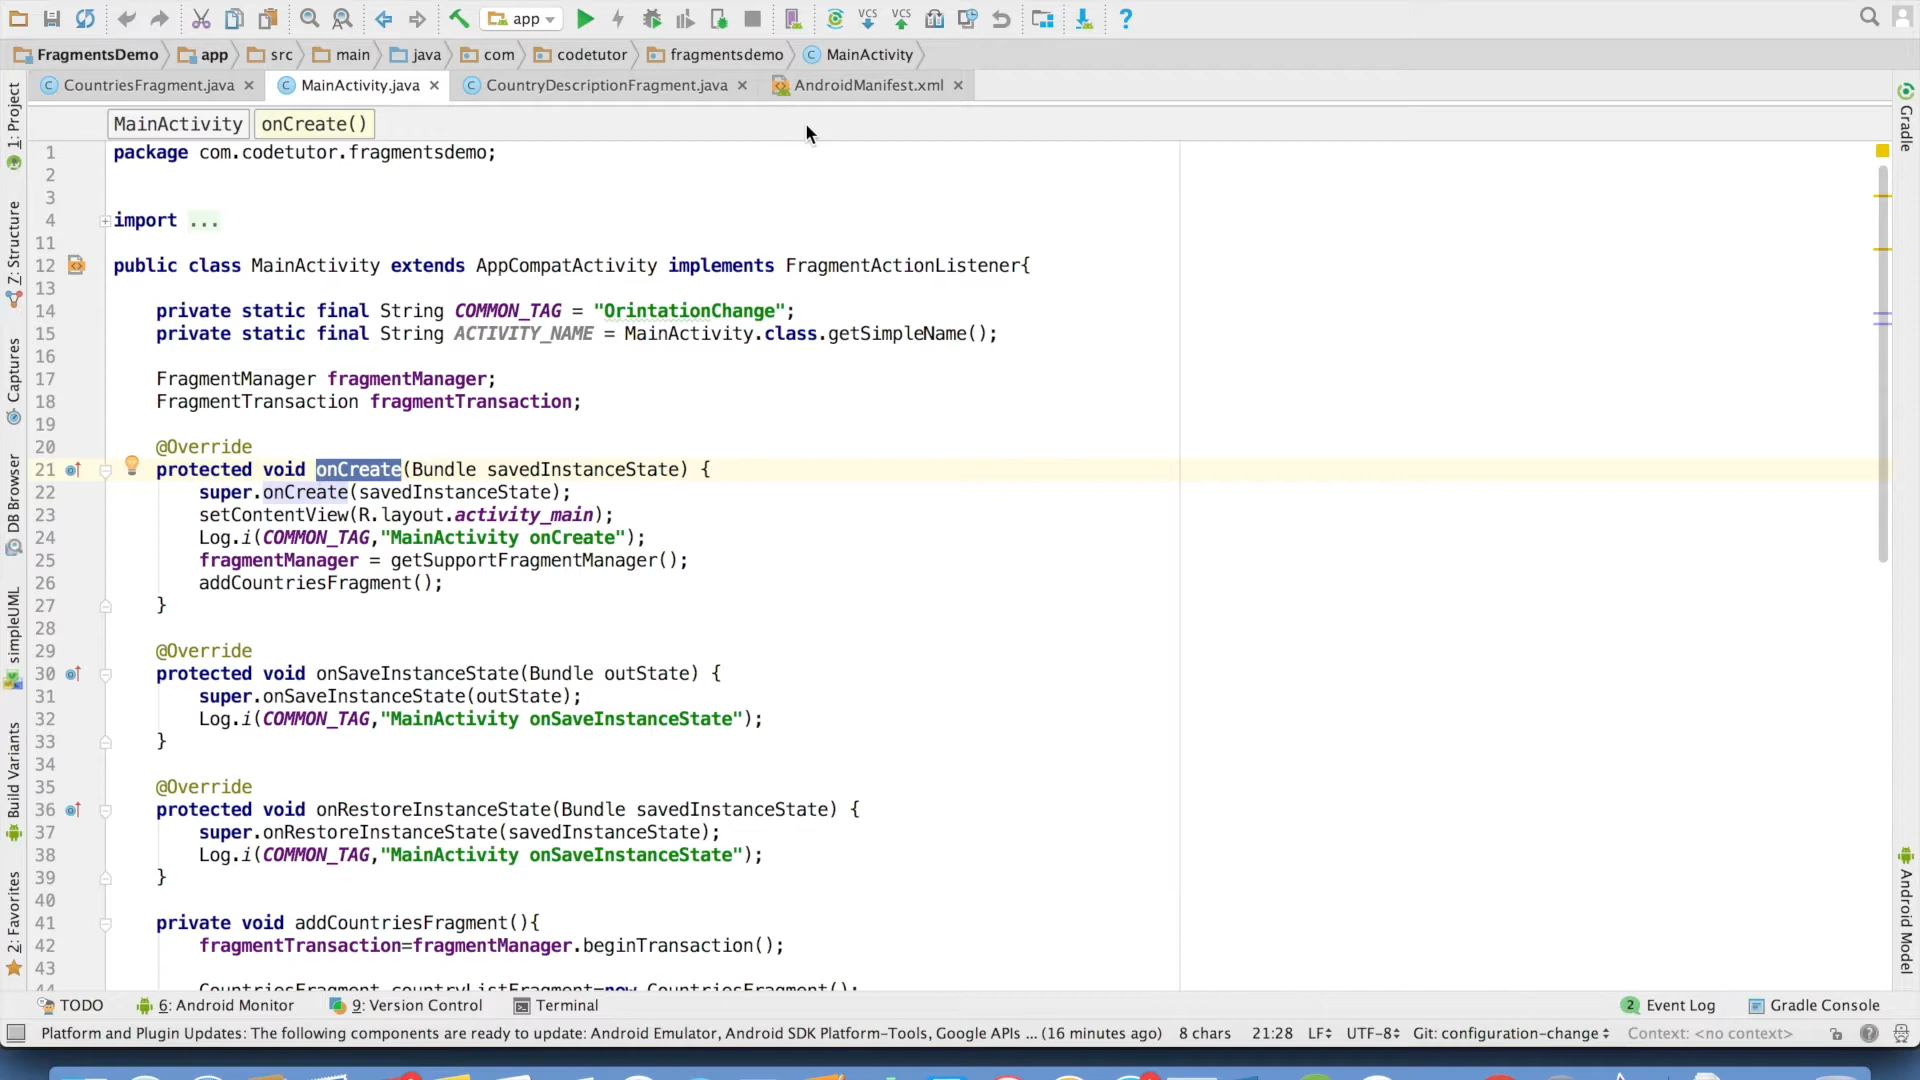 app
FragmentsDemo app src main java com codetutor fragmentsdemo MainActivity
CountriesFragment.java MainActivity.java CountryDescriptionFragment.java AndroidManifest.xml
MainActivity onCreate()
1 package com.codetutor.fragmentsdemo;
2
3
4 import ...
11
12 public class MainActivity extends AppCompatActivity implements FragmentActionListener{
13
14 private static final String COMMON_TAG = "OrintationChange";
15 private static final String ACTIVITY_NAME = MainActivity.class.getSimpleName();
16
17 FragmentManager fragmentManager;
18 FragmentTransaction fragmentTransaction;
19
20 @Override
21 protected void onCreate(Bundle savedInstanceState) {
22 super.onCreate(savedInstanceState);
23 setContentView(R.layout.activity_main);
24 Log.i(COMMON_TAG,"MainActivity onCreate");
25 fragmentManager = getSupportFragmentManager();
26 addCountriesFragment();
27 }
28
29 @Override
30 protected void onSaveInstanceState(Bundle outState) {
31 super.onSaveInstanceState(outState);
32 Log.i(COMMON_TAG,"MainActivity onSaveInstanceState");
33 }
34
35 @Override
36 protected void onRestoreInstanceState(Bundle savedInstanceState) {
37 super.onRestoreInstanceState(savedInstanceState);
38 Log.i(COMMON_TAG,"MainActivity onSaveInstanceState");
39 }
40
41 private void addCountriesFragment(){
42 fragmentTransaction=fragmentManager.beginTransaction();
43
44 CountriesFragment countryListFragment=new CountriesFragment();
1: Project
7: Structure
Captures
DB Browser
simpleUML
Build Variants
2: Favorites
Gradle
Android Model
TODO 6: Android Monitor 9: Version Control Terminal 2 Event Log Gradle Console
Platform and Plugin Updates: The following components are ready to update: Android Emulator, Android SDK Platform-Tools, Google APIs ... (16 minutes ago) 8 chars 21:28 LF UTF-8 Git: configuration-change Context: <no context>